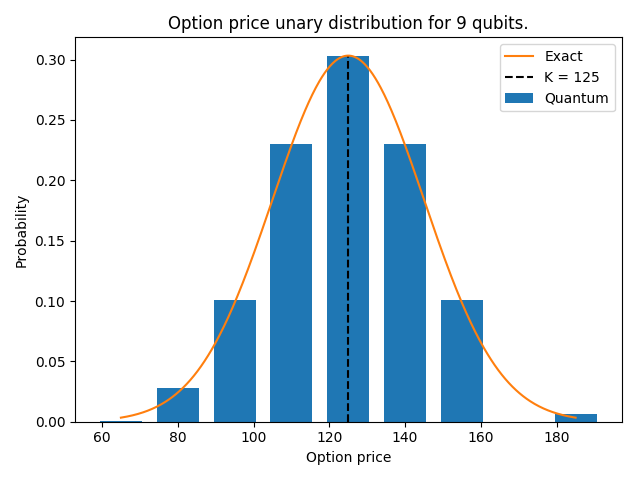 Option price unary distribution for 9 qubits.
Exact
K = 125
Quantum
0.30
0.25
0.20
0.15
0.10
0.05
0.00
Probability
60
80
100
120
140
160
180
Option price